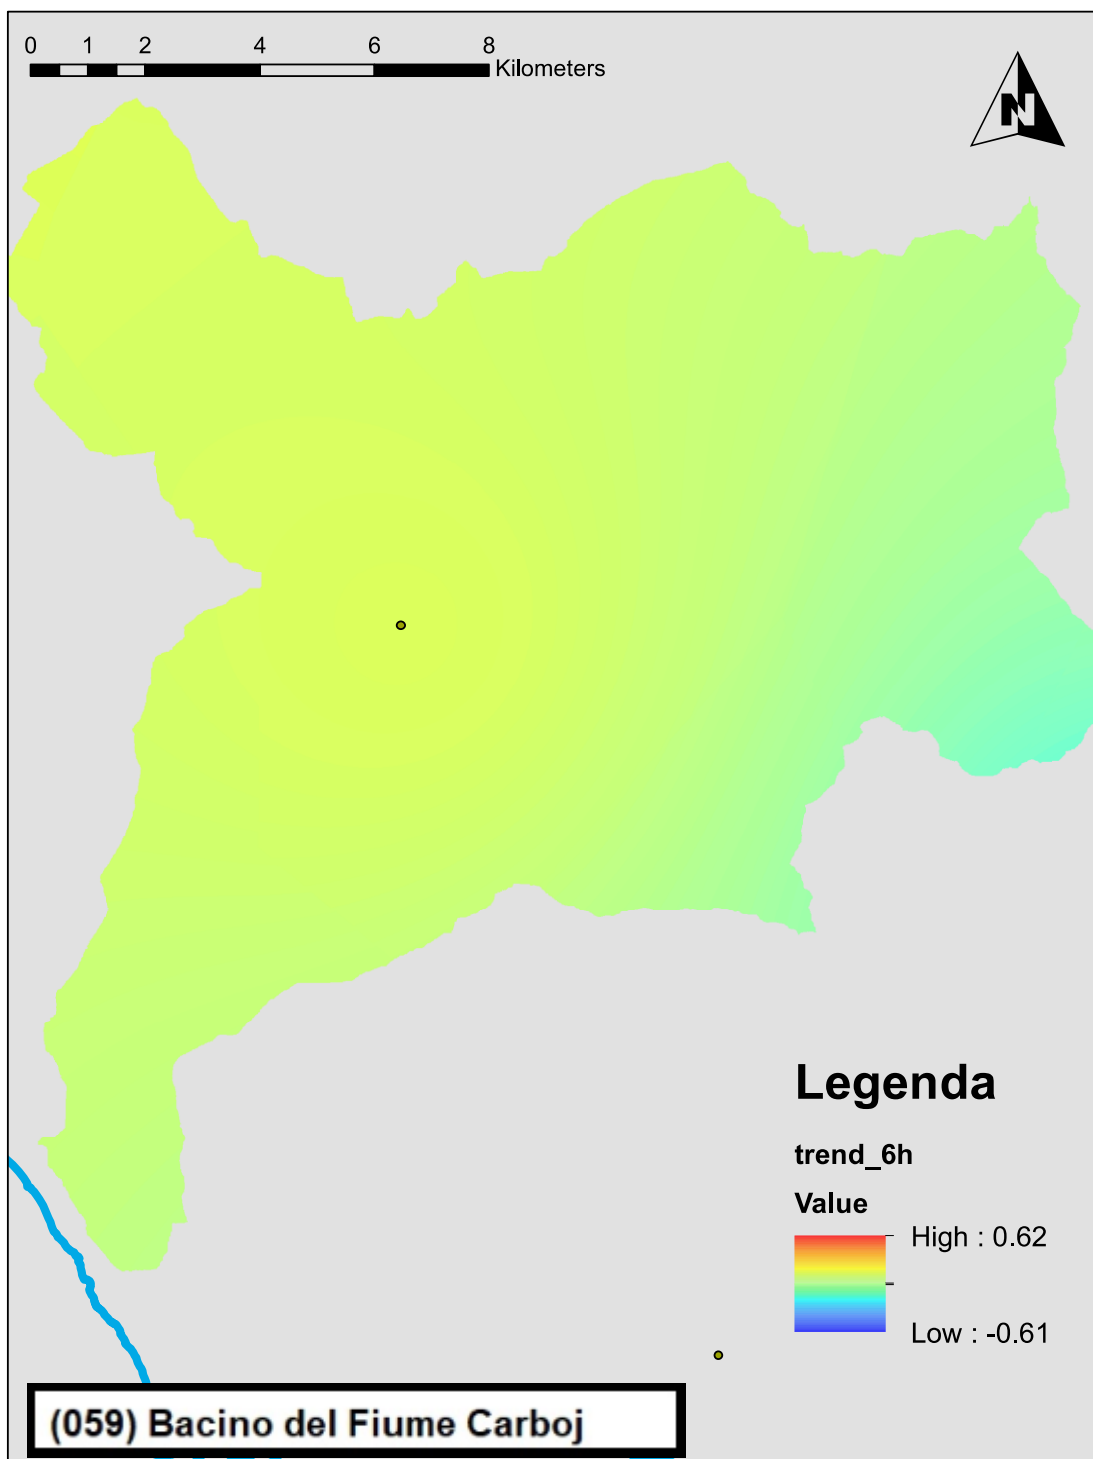 0 1 2 4 6 8
Kilometers
N
Legenda
trend_6h
Value
High : 0.62
Low : -0.61
(059) Bacino del Fiume Carboj